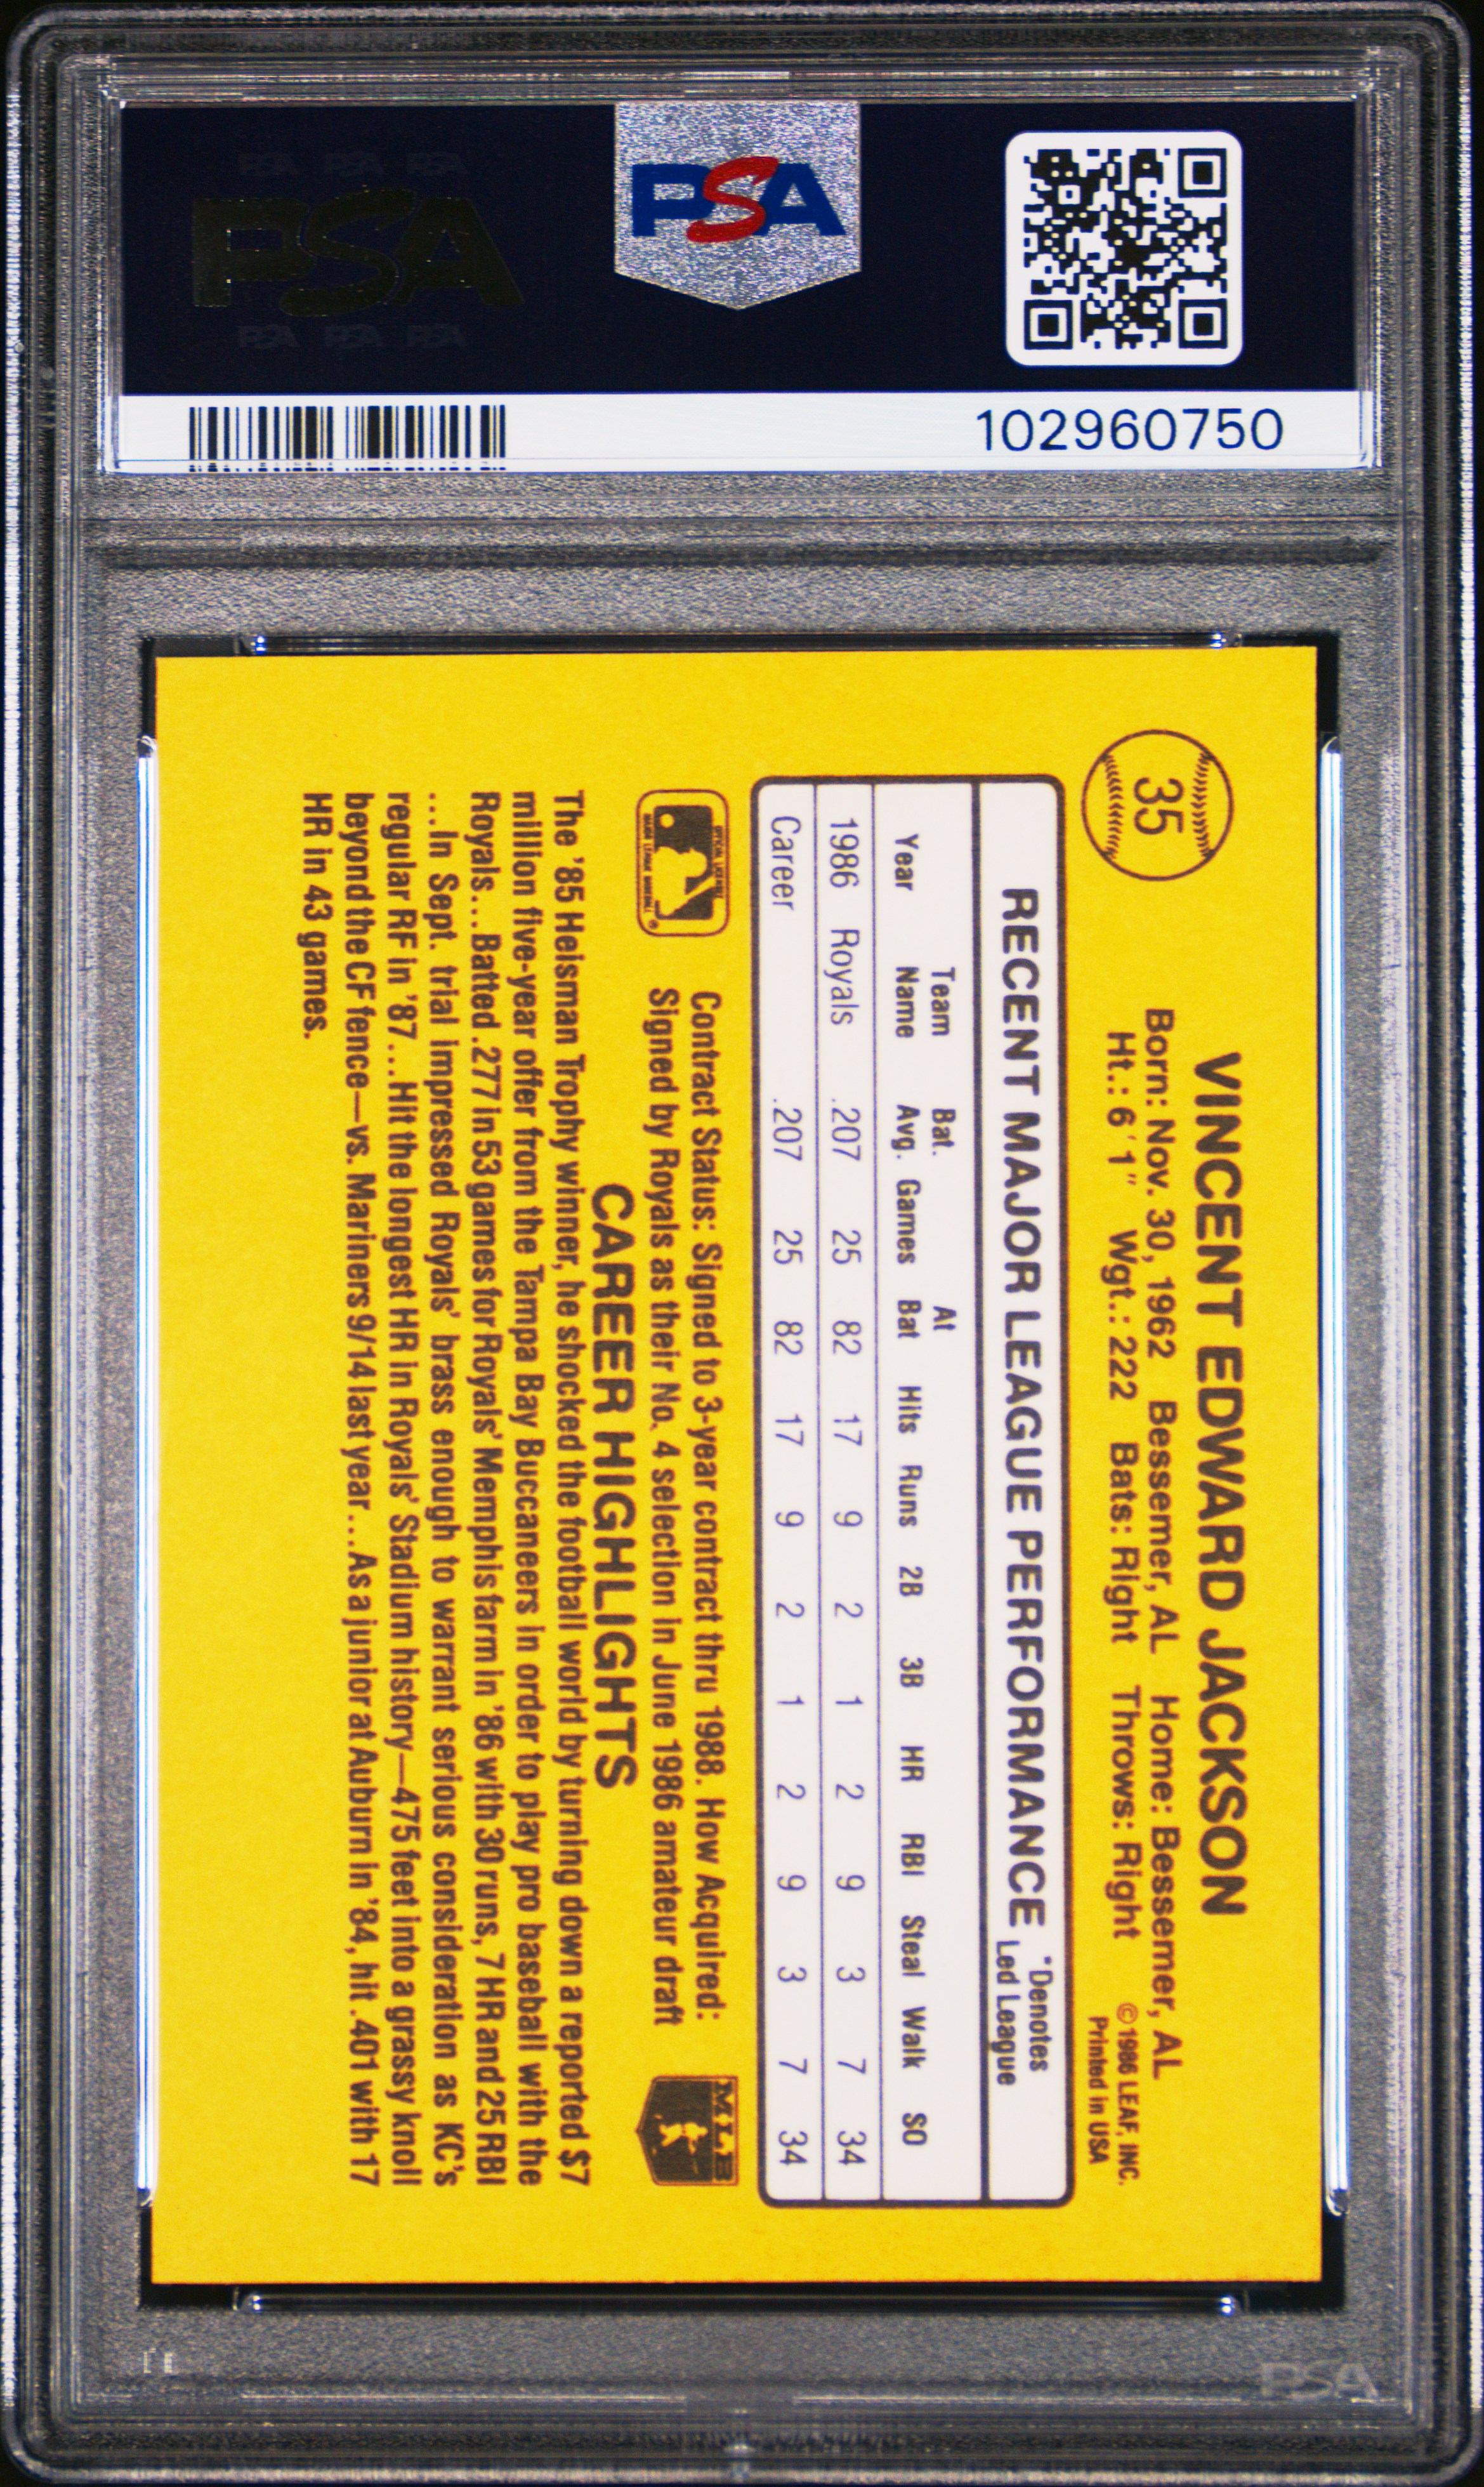 PSA PSA PSA
PSA
PSA PSA PSA
PSA
102960750
35
VINCENT EDWARD JACKSON
Born: Nov. 30, 1962 Bessemer, AL Home: Bessemer, AL
Ht.: 6'1" Wgt.: 222 Bats: Right Throws: Right
© 1986 LEAF, INC.
Printed in USA
RECENT MAJOR LEAGUE PERFORMANCE *Denotes Led League
Year Team Name Bat. Avg. Games At Bat Hits Runs 2B 3B HR RBI Steal Walk SO
1986 Royals .207 25 82 17 9 2 1 2 9 3 7 34
Career .207 25 82 17 9 2 1 2 9 3 7 34
Contract Status: Signed to 3-year contract thru 1988. How Acquired:
Signed by Royals as their No. 4 selection in June 1986 amateur draft
MLB
CAREER HIGHLIGHTS
The '85 Heisman Trophy winner, he shocked the football world by turning down a reported $7
million five-year offer from the Tampa Bay Buccaneers in order to play pro baseball with the
Royals...Batted .277 in 53 games for Royals' Memphis farm in '86 with 30 runs, 7 HR and 25 RBI
...In Sept. trial impressed Royals' brass enough to warrant serious consideration as KC's
regular RF in '87...Hit the longest HR in Royals' Stadium history—475 feet into a grassy knoll
beyond the CF fence—vs. Mariners 9/14 last year...As a junior at Auburn in '84, hit .401 with 17
HR in 43 games.
PSA